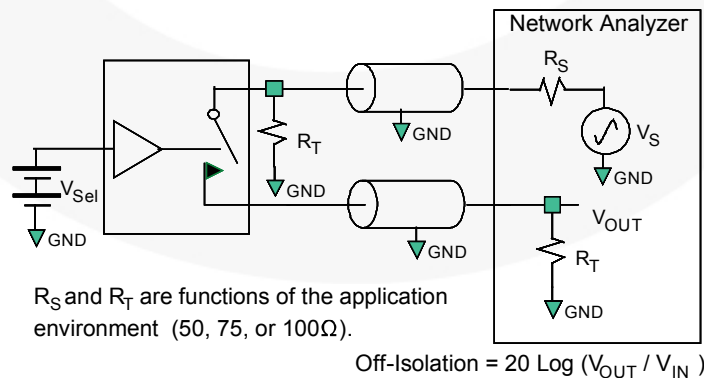 Network Analyzer
R_S
R_T
GND
V_S
GND
V_Sel
GND
GND
GND
V_OUT
R_T
GND
R_S and R_T are functions of the application
environment (50, 75, or 100Ω).
Off-Isolation = 20 Log (V_OUT / V_IN )